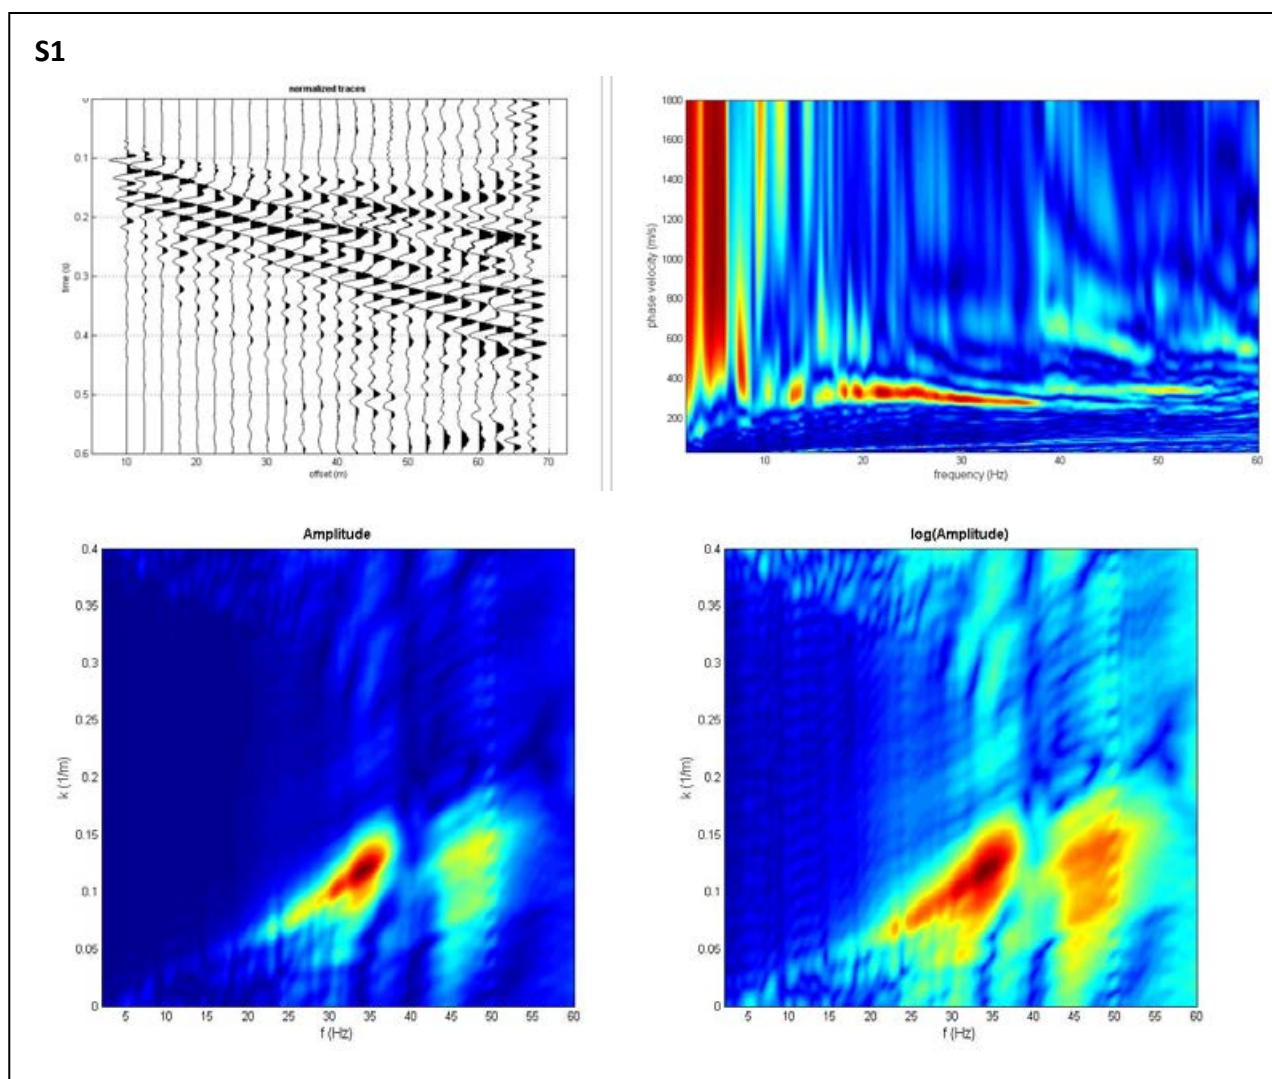 S1
normalized traces
0
0.1
0.2
0.3
0.4
0.5
0.6
time (s)
10 20 30 40 50 60 70
offset (m)
1800
1600
1400
1200
1000
800
600
400
200
phase velocity (m/s)
10 20 30 40 50 60
frequency (Hz)
Amplitude
0.4
0.35
0.3
0.25
0.2
0.15
0.1
0.05
0
k (1/m)
5 10 15 20 25 30 35 40 45 50 55 60
f (Hz)
log(Amplitude)
0.4
0.35
0.3
0.25
0.2
0.15
0.1
0.05
0
k (1/m)
5 10 15 20 25 30 35 40 45 50 55 60
f (Hz)